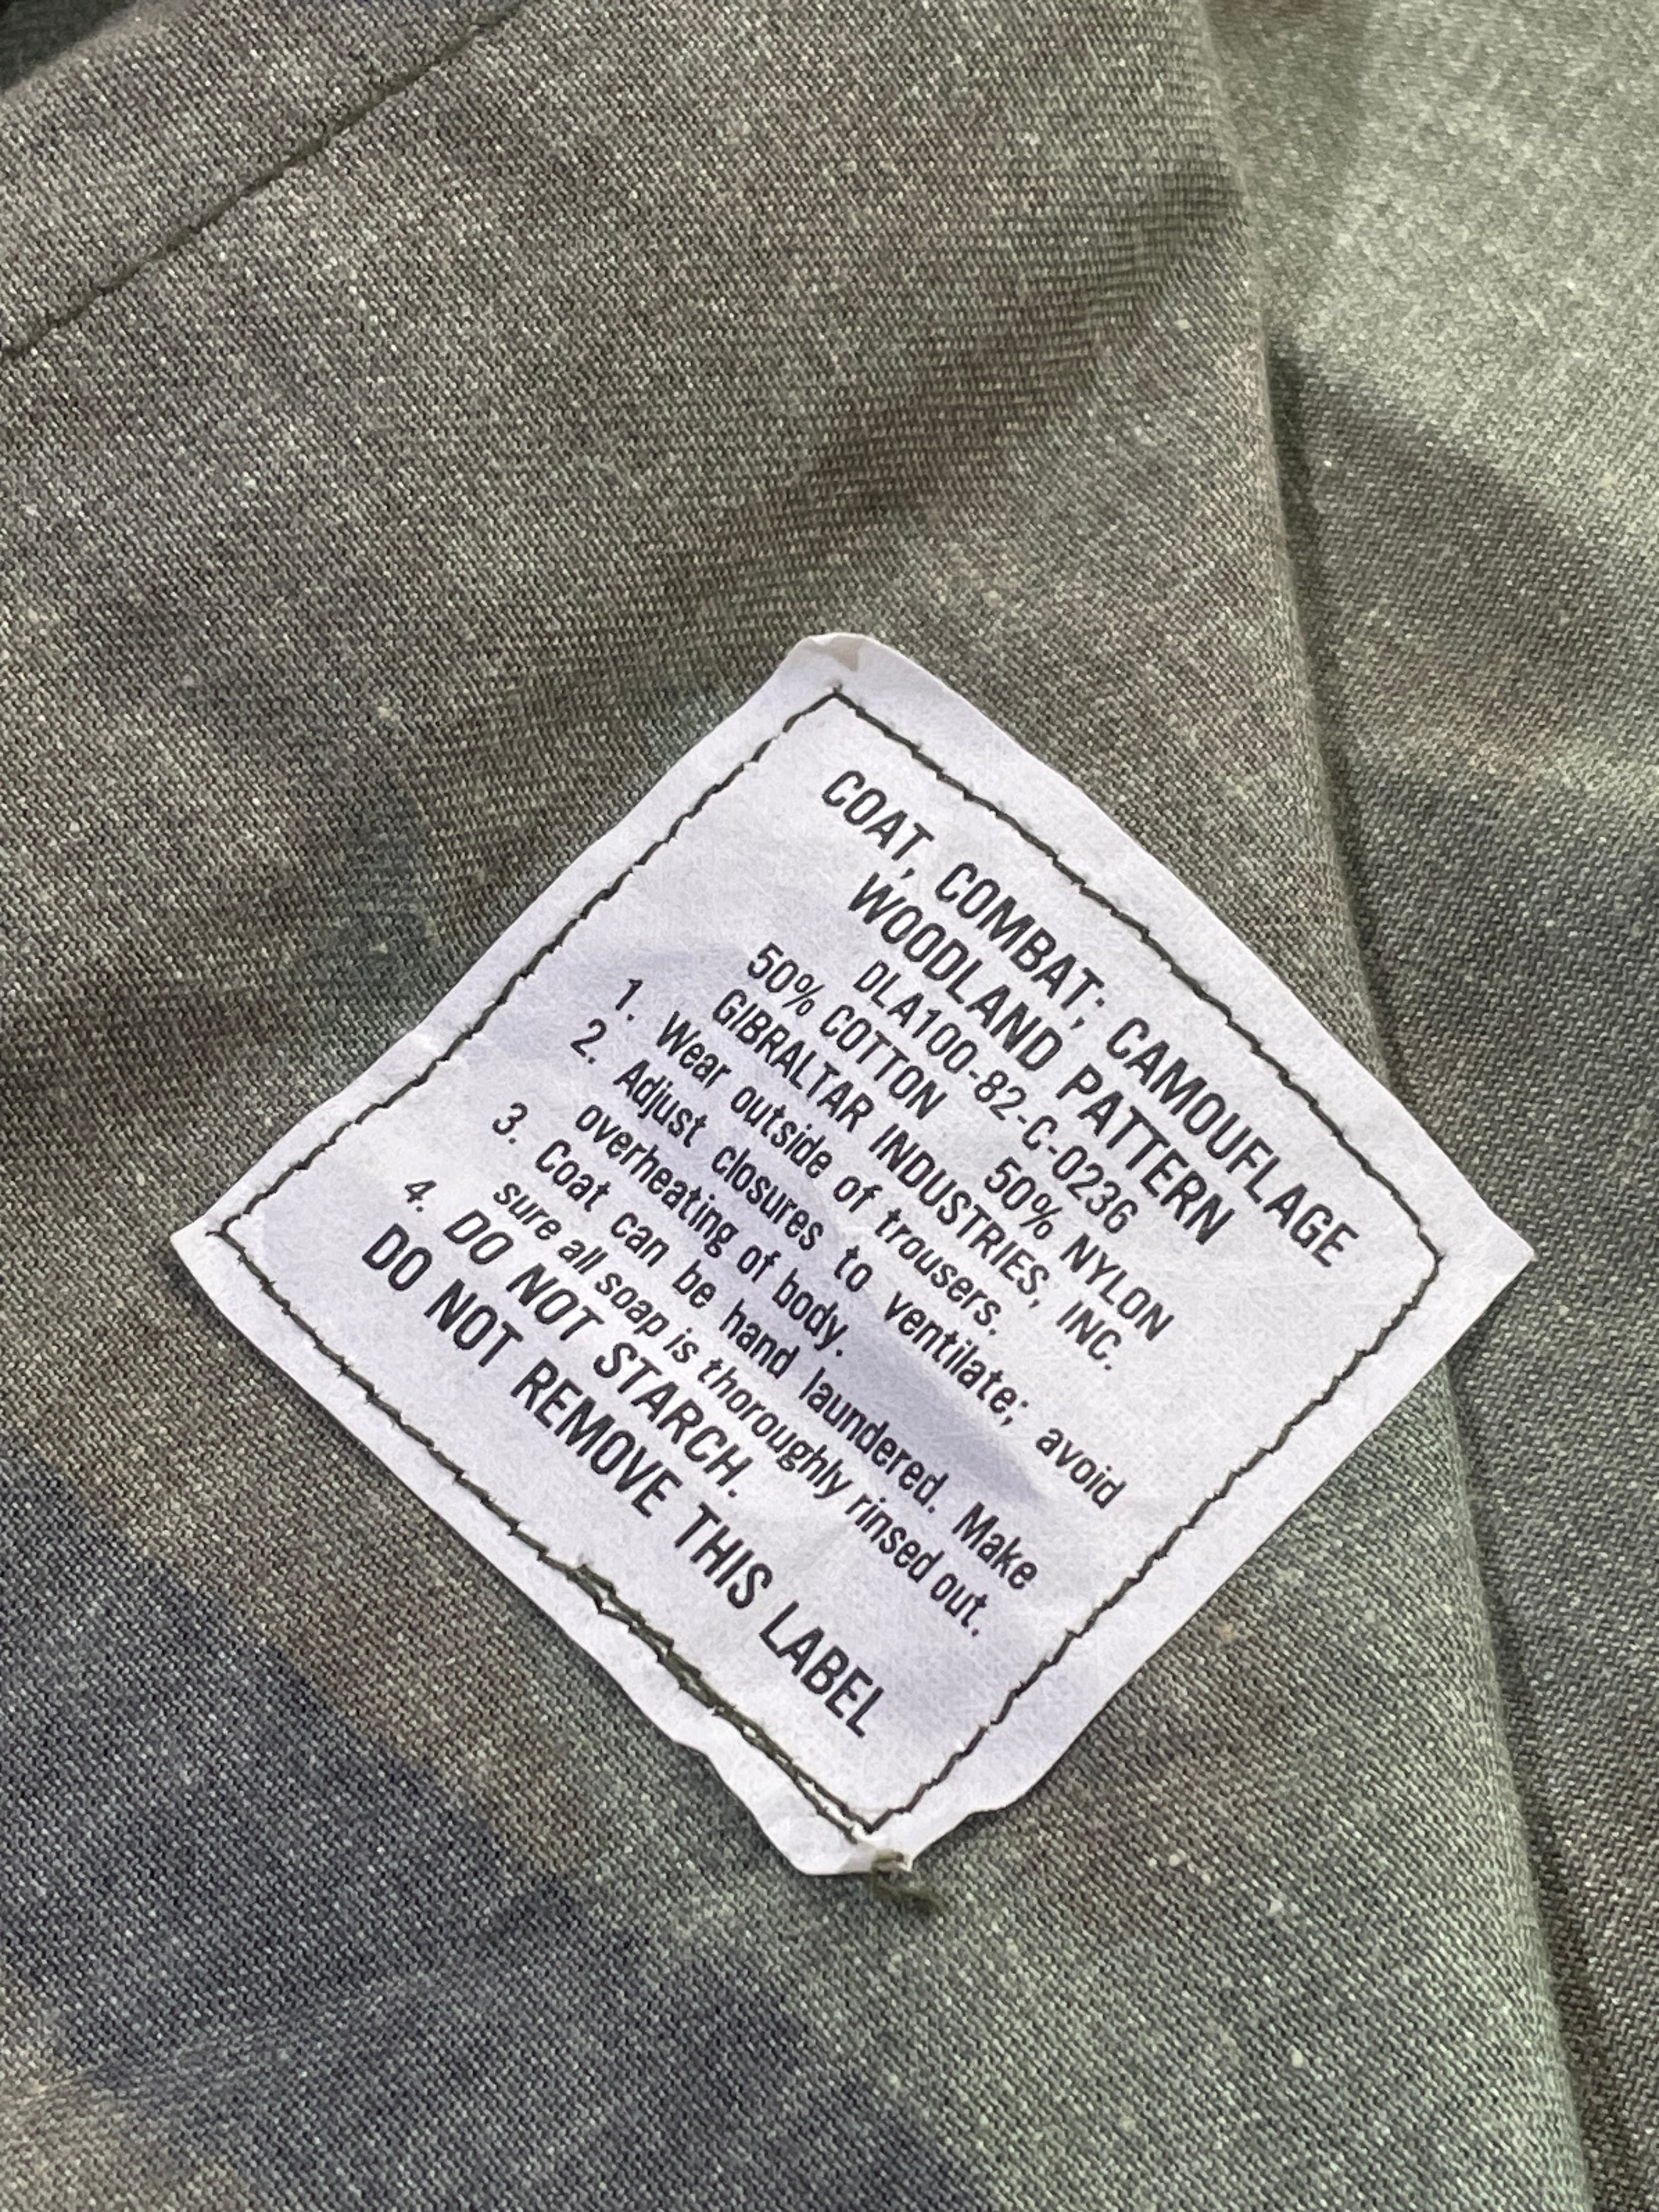 COAT, COMBAT; CAMOUFLAGE
WOODLAND PATTERN
DLA100-82-C-0236
50% COTTON 50% NYLON
GIBRALTAR INDUSTRIES, INC.
1. Wear outside of trousers.
2. Adjust closures to ventilate; avoid
overheating of body.
3. Coat can be hand laundered. Make
sure all soap is thoroughly rinsed out.
4. DO NOT STARCH.
DO NOT REMOVE THIS LABEL